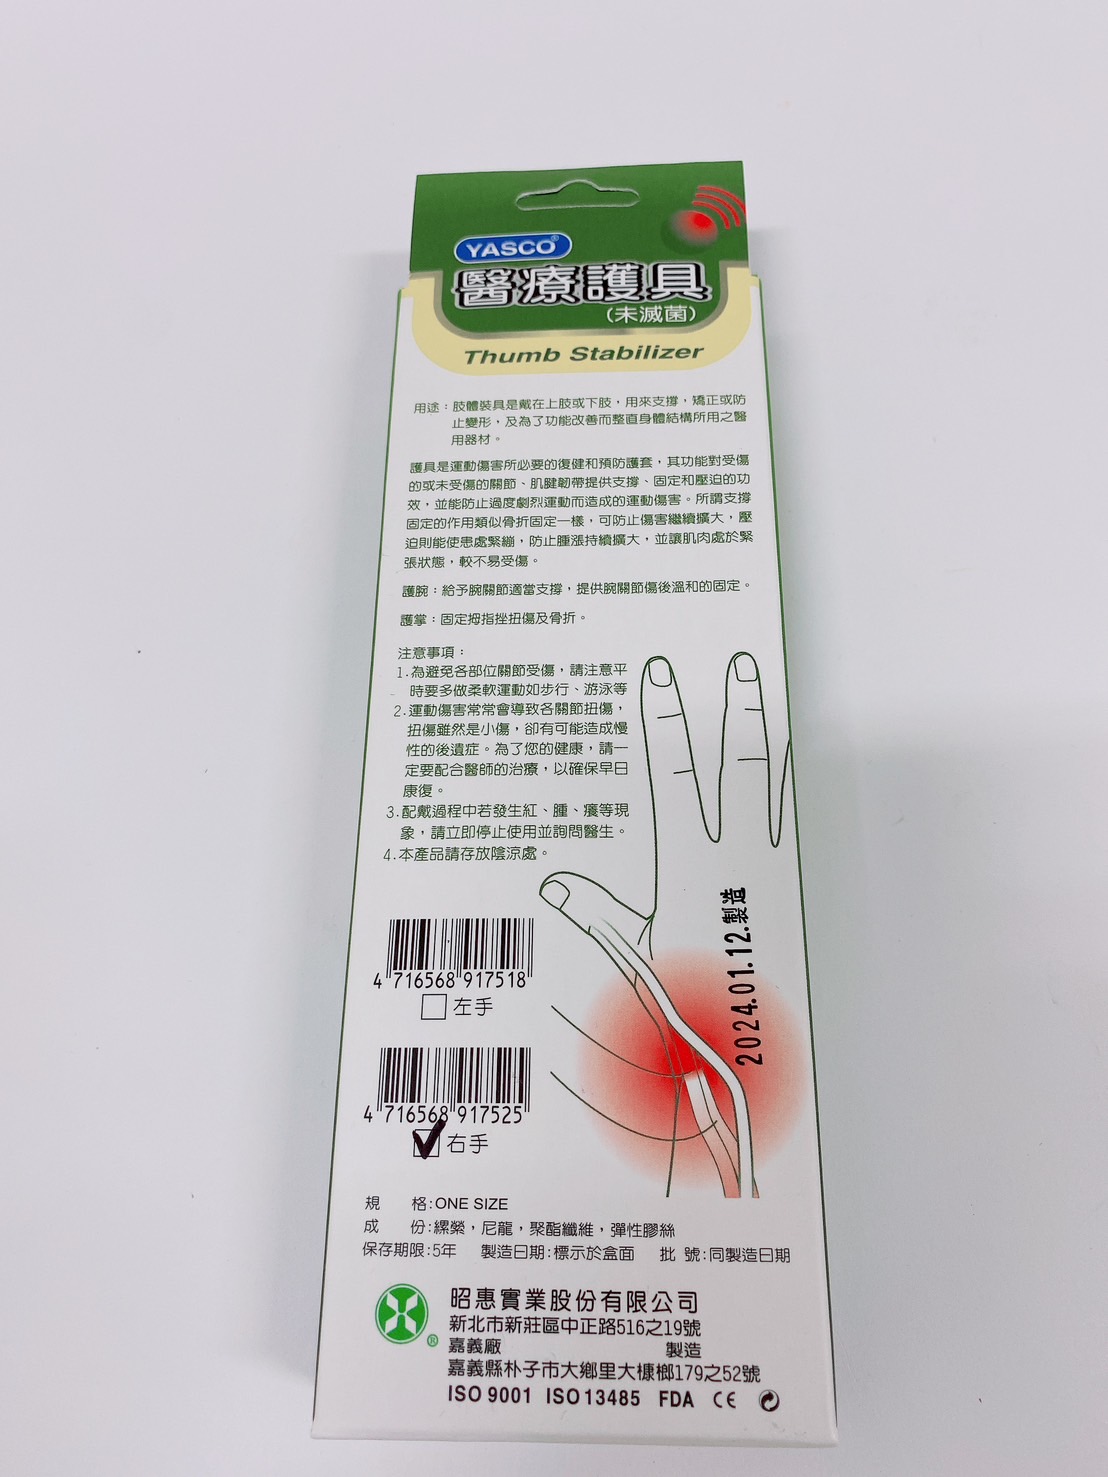 YASCO®
醫療護具
(未滅菌)
Thumb Stabilizer
用途：肢體裝具是戴在上肢或下肢，用來支撐，矯正或防
止變形，及為了功能改善而整直身體結構所用之醫
用器材。
護具是運動傷害所必要的復健和預防護套，其功能對受傷
的或未受傷的關節、肌腱韌帶提供支撐、固定和壓迫的功
效，並能防止過度劇烈運動而造成的運動傷害。所謂支撐
固定的作用類似骨折固定一樣，可防止傷害繼續擴大，壓
迫則能使患處緊繃，防止腫漲持續擴大，並讓肌肉處於緊
張狀態，較不易受傷。
護腕：給予腕關節適當支撐，提供腕關節傷後溫和的固定。
護掌：固定拇指挫扭傷及骨折。
注意事項：
1.為避免各部位關節受傷，請注意平
時要多做柔軟運動如步行、游泳等
2.運動傷害常常會導致各關節扭傷，
扭傷雖然是小傷，卻有可能造成慢
性的後遺症。為了您的健康，請一
定要配合醫師的治療，以確保早日
康復。
3.配戴過程中若發生紅、腫、癢等現
象，請立即停止使用並詢問醫生。
4.本產品請存放陰涼處。
2024.01.12.製造
4 716568 917518
左手
4 716568 917525
右手
規 格:ONE SIZE
成 份:縲縈，尼龍，聚酯纖維，彈性膠絲
保存期限:5年 製造日期:標示於盒面 批 號:同製造日期
昭惠實業股份有限公司
新北市新莊區中正路516之19號
®嘉義廠 製造
嘉義縣朴子市大鄉里大槺榔179之52號
ISO 9001 ISO 13485 FDA CE